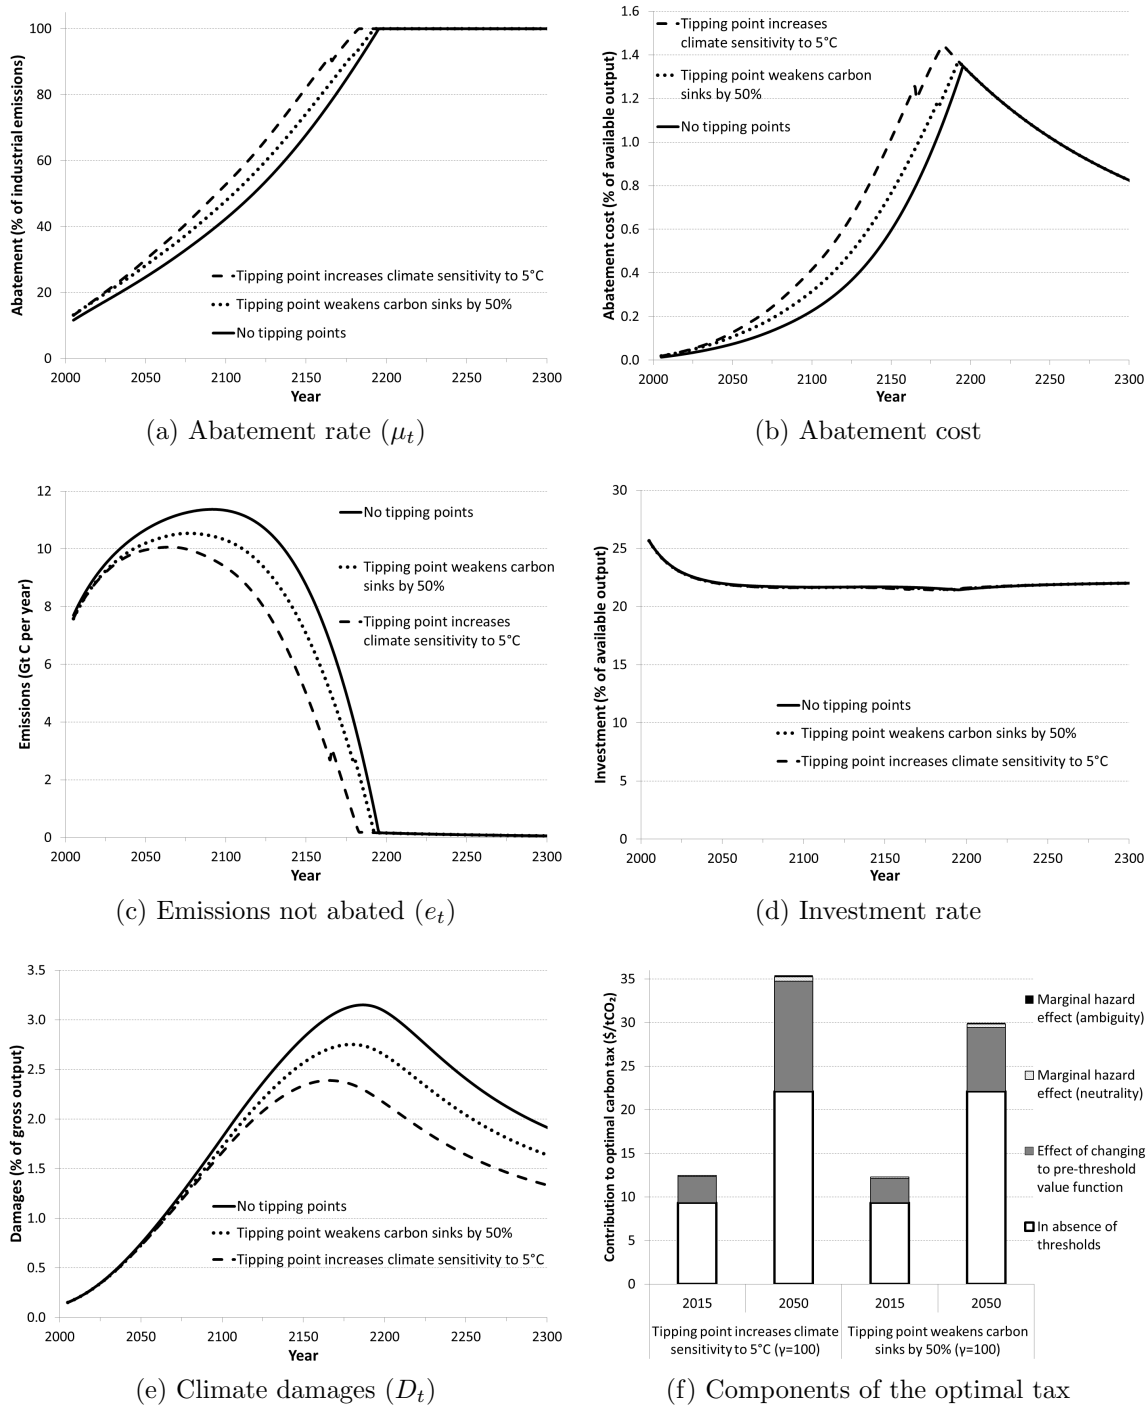 Abatement (% of industrial emissions)
100
80
60
40
20
0
Tipping point increases climate sensitivity to 5°C
Tipping point weakens carbon sinks by 50%
No tipping points
2000 2050 2100 2150 2200 2250 2300
Year
(a) Abatement rate (μt)
Abatement cost (% of available output)
1.6
1.4
1.2
1.0
0.8
0.6
0.4
0.2
0.0
Tipping point increases
climate sensitivity to 5°C
Tipping point weakens carbon
sinks by 50%
No tipping points
2000 2050 2100 2150 2200 2250 2300
Year
(b) Abatement cost
Emissions (Gt C per year)
12
10
8
6
4
2
0
No tipping points
Tipping point weakens carbon
sinks by 50%
Tipping point increases
climate sensitivity to 5°C
2000 2050 2100 2150 2200 2250 2300
Year
(c) Emissions not abated (et)
Investment (% of available output)
30
25
20
15
10
5
0
No tipping points
Tipping point weakens carbon sinks by 50%
Tipping point increases climate sensitivity to 5°C
2000 2050 2100 2150 2200 2250 2300
Year
(d) Investment rate
Damages (% of gross output)
3.5
3.0
2.5
2.0
1.5
1.0
0.5
0.0
No tipping points
Tipping point weakens carbon sinks by 50%
Tipping point increases climate sensitivity to 5°C
2000 2050 2100 2150 2200 2250 2300
Year
(e) Climate damages (Dt)
Contribution to optimal carbon tax ($/tCO₂)
35
30
25
20
15
10
5
0
Marginal hazard
effect (ambiguity)
Marginal hazard
effect (neutrality)
Effect of changing
to pre-threshold
value function
In absence of
thresholds
2015 2050 2015 2050
Tipping point increases climate
sensitivity to 5°C (γ=100)
Tipping point weakens carbon
sinks by 50% (γ=100)
(f) Components of the optimal tax